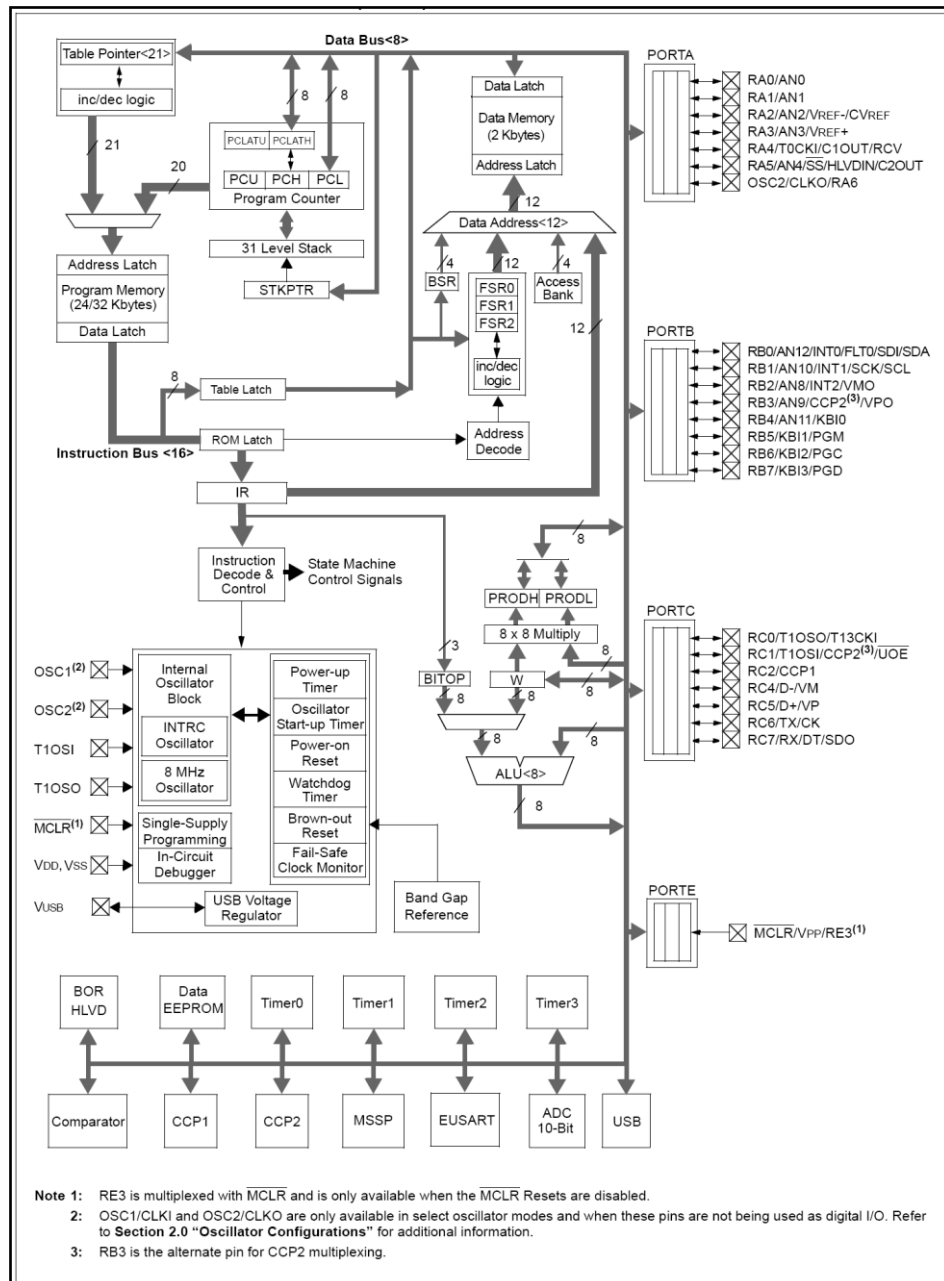 Data Bus<8>
Table Pointer<21>
inc/dec logic
21
20
8
8
PCLATU PCLATH
PCU PCH PCL
Program Counter
31 Level Stack
STKPTR
Data Latch
Data Memory
(2 Kbytes)
Address Latch
12
Data Address<12>
4
12
4
BSR
FSR0
FSR1
FSR2
inc/dec
logic
Access
Bank
12
Address
Decode
Address Latch
Program Memory
(24/32 Kbytes)
Data Latch
8
Table Latch
ROM Latch
Instruction Bus <16>
IR
Instruction
Decode &
Control
State Machine
Control Signals
8
PRODH PRODL
8 x 8 Multiply
3
8
BITOP
W
8
8
8
8
8
ALU<8>
8
OSC1(2)
OSC2(2)
T1OSI
T1OSO
MCLR(1)
VDD, VSS
VUSB
Internal
Oscillator
Block
INTRC
Oscillator
8 MHz
Oscillator
Single-Supply
Programming
In-Circuit
Debugger
USB Voltage
Regulator
Power-up
Timer
Oscillator
Start-up Timer
Power-on
Reset
Watchdog
Timer
Brown-out
Reset
Fail-Safe
Clock Monitor
Band Gap
Reference
PORTA
RA0/AN0
RA1/AN1
RA2/AN2/VREF-/CVREF
RA3/AN3/VREF+
RA4/T0CKI/C1OUT/RCV
RA5/AN4/SS/HLVDIN/C2OUT
OSC2/CLKO/RA6
PORTB
RB0/AN12/INT0/FLT0/SDI/SDA
RB1/AN10/INT1/SCK/SCL
RB2/AN8/INT2/VMO
RB3/AN9/CCP2(3)/VPO
RB4/AN11/KBI0
RB5/KBI1/PGM
RB6/KBI2/PGC
RB7/KBI3/PGD
PORTC
RC0/T1OSO/T13CKI
RC1/T1OSI/CCP2(3)/UOE
RC2/CCP1
RC4/D-/VM
RC5/D+/VP
RC6/TX/CK
RC7/RX/DT/SDO
PORTE
MCLR/VPP/RE3(1)
BOR
HLVD
Data
EEPROM
Timer0
Timer1
Timer2
Timer3
Comparator
CCP1
CCP2
MSSP
EUSART
ADC
10-Bit
USB
Note 1: RE3 is multiplexed with MCLR and is only available when the MCLR Resets are disabled.
2: OSC1/CLKI and OSC2/CLKO are only available in select oscillator modes and when these pins are not being used as digital I/O. Refer
to Section 2.0 “Oscillator Configurations” for additional information.
3: RB3 is the alternate pin for CCP2 multiplexing.